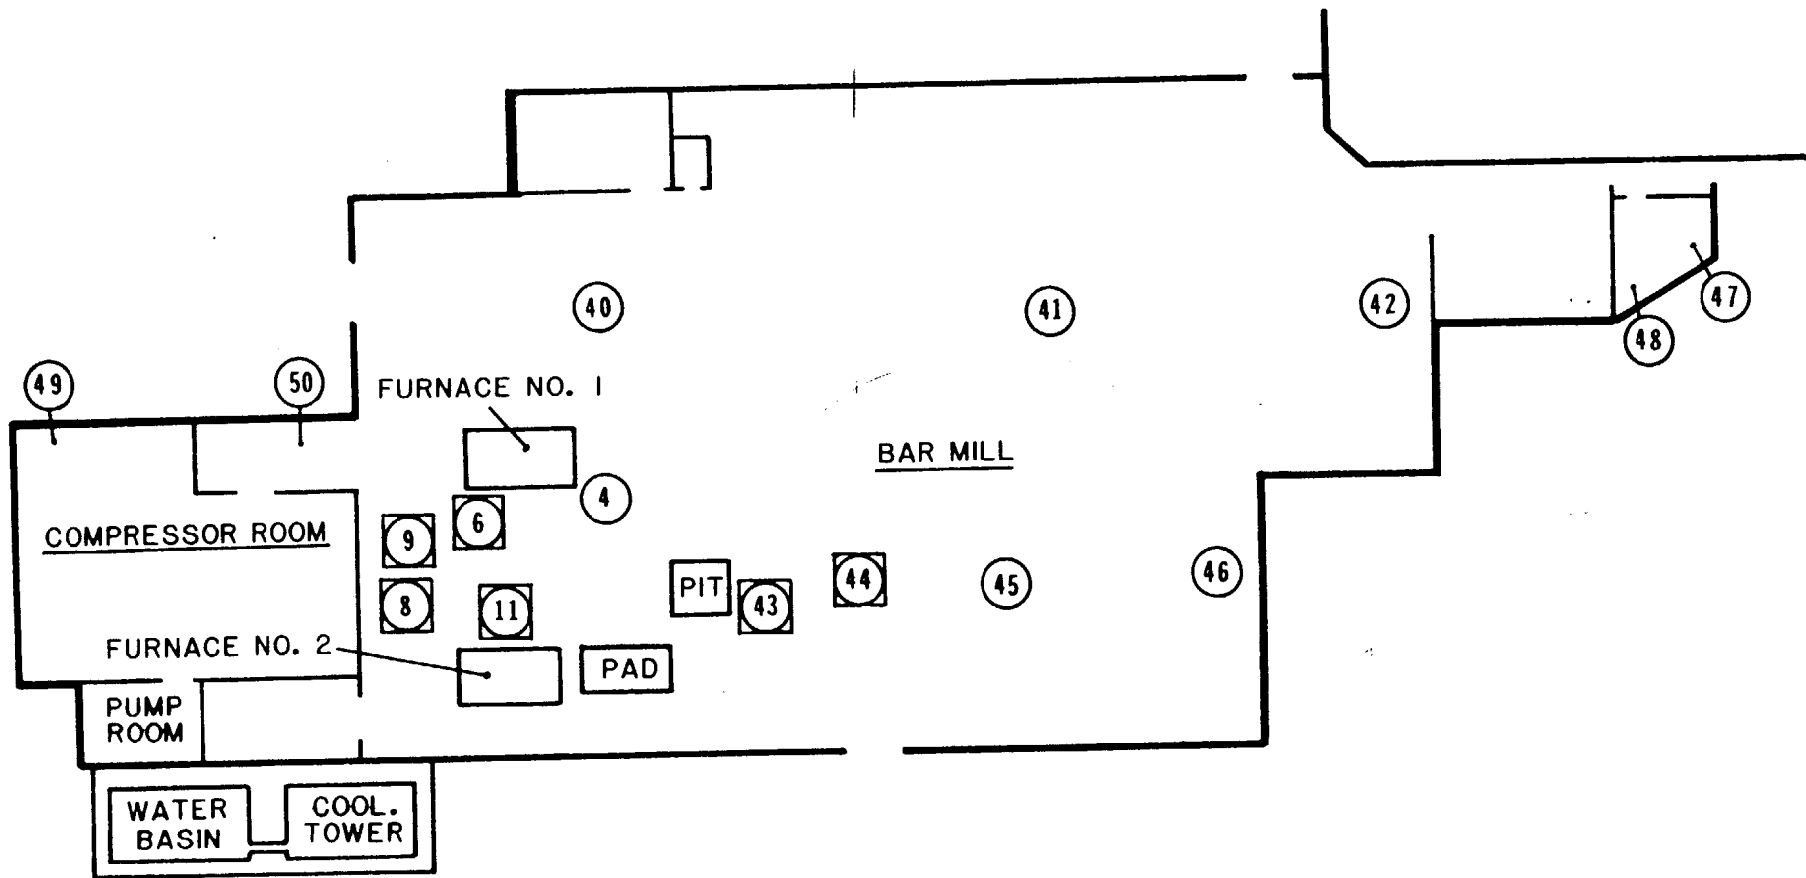 40
41
42
47
48
49
50
FURNACE NO. 1
BAR MILL
4
6
9
COMPRESSOR ROOM
8
11
PIT
43
44
45
46
FURNACE NO. 2
PAD
PUMP
ROOM
WATER
BASIN
COOL.
TOWER